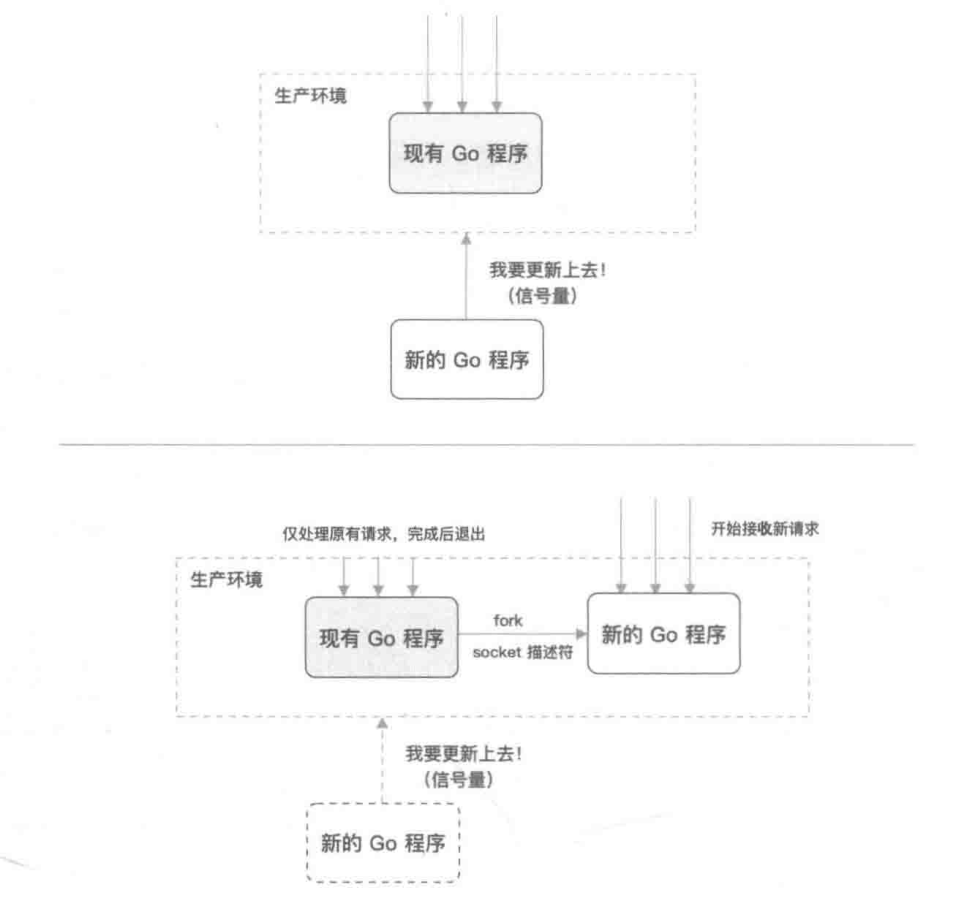 生产环境
现有 Go 程序
我要更新上去！
（信号量）
新的 Go 程序
仅处理原有请求，完成后退出
开始接收新请求
生产环境
现有 Go 程序
fork
socket 描述符
新的 Go 程序
我要更新上去！
（信号量）
新的 Go 程序